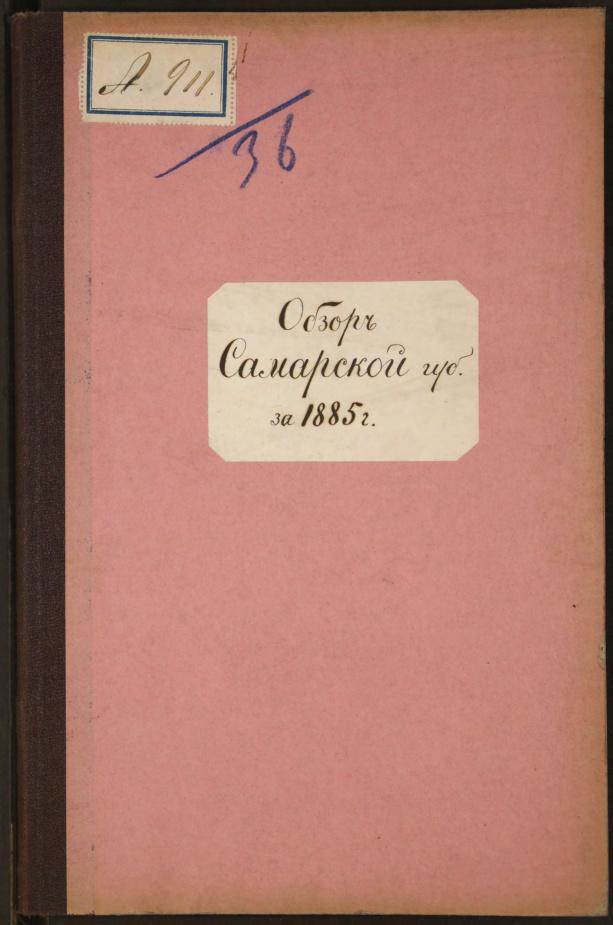 А. 911.
36
Обзоръ
Самарской губ.
за 1885 г.